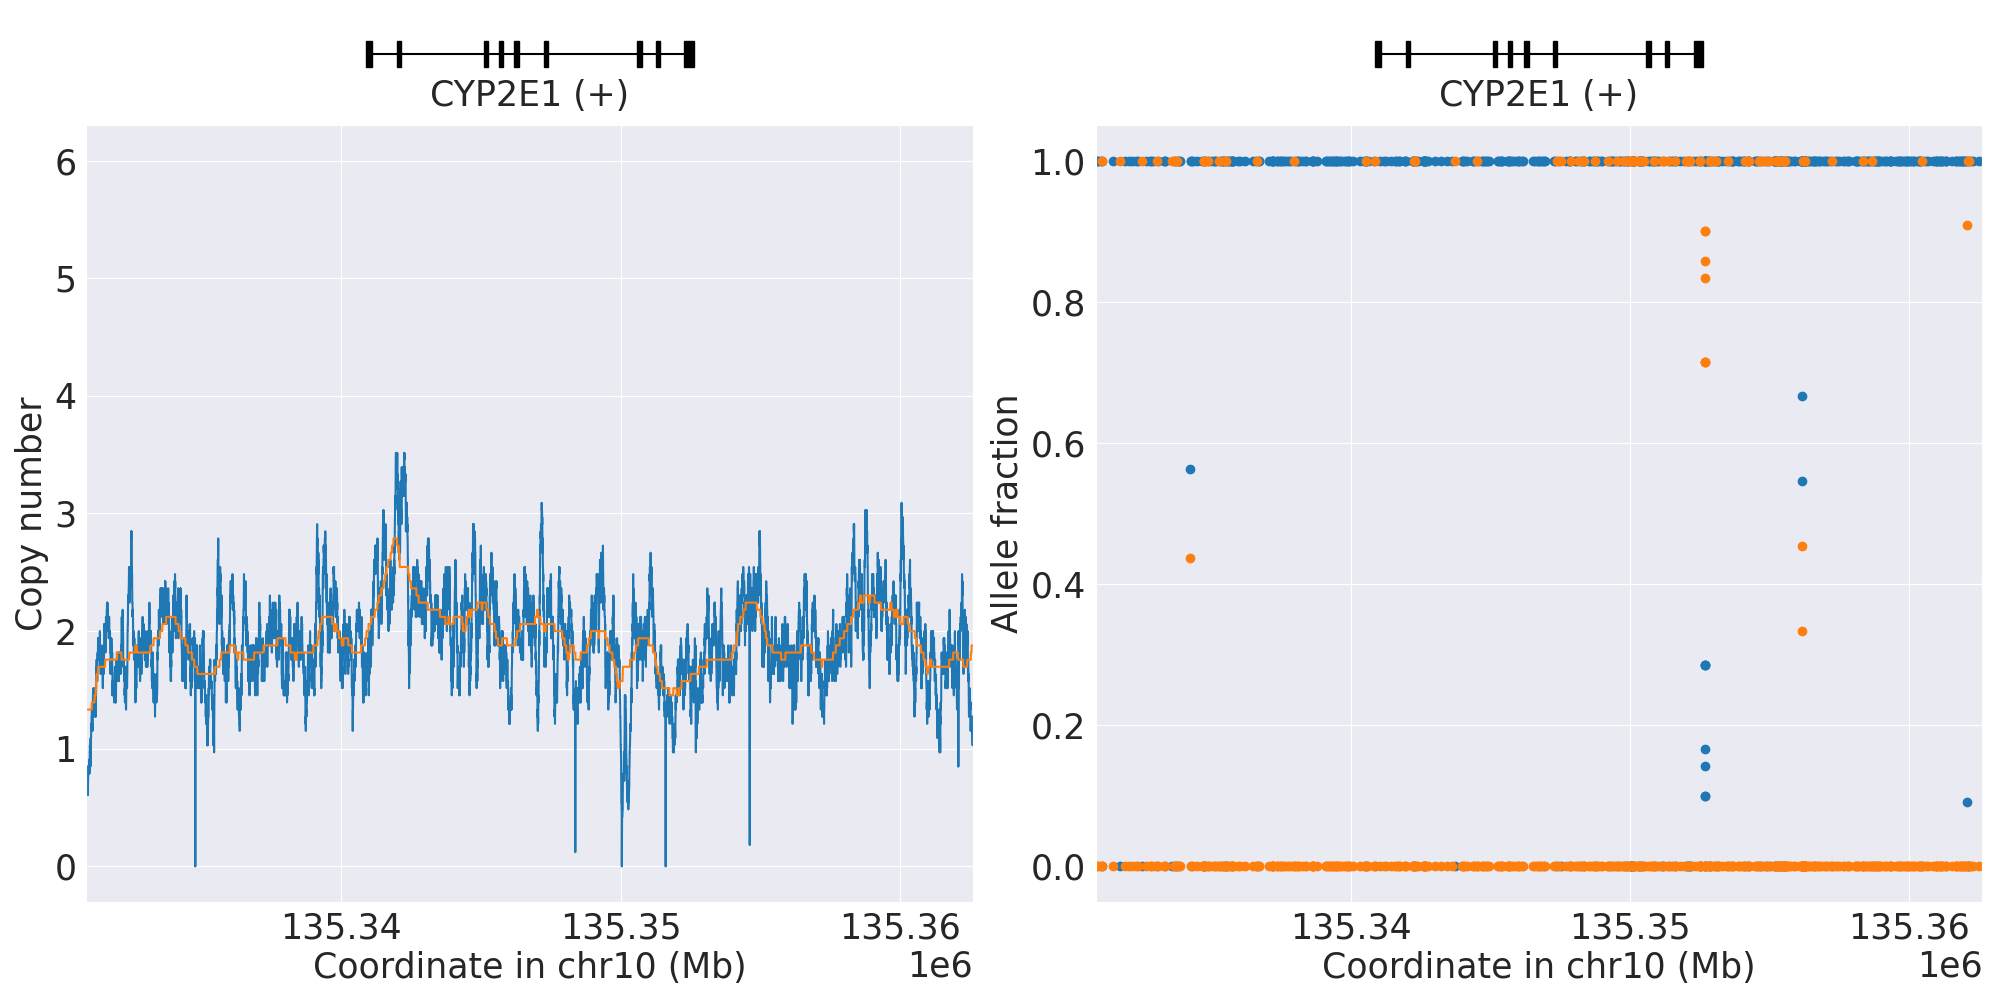 CYP2E1 (+)
6
5
4
3
2
1
0
Copy number
135.34 135.35 135.36
Coordinate in chr10 (Mb)
1e6
CYP2E1 (+)
1.0
0.8
0.6
0.4
0.2
0.0
Allele fraction
135.34 135.35 135.36
Coordinate in chr10 (Mb)
1e6